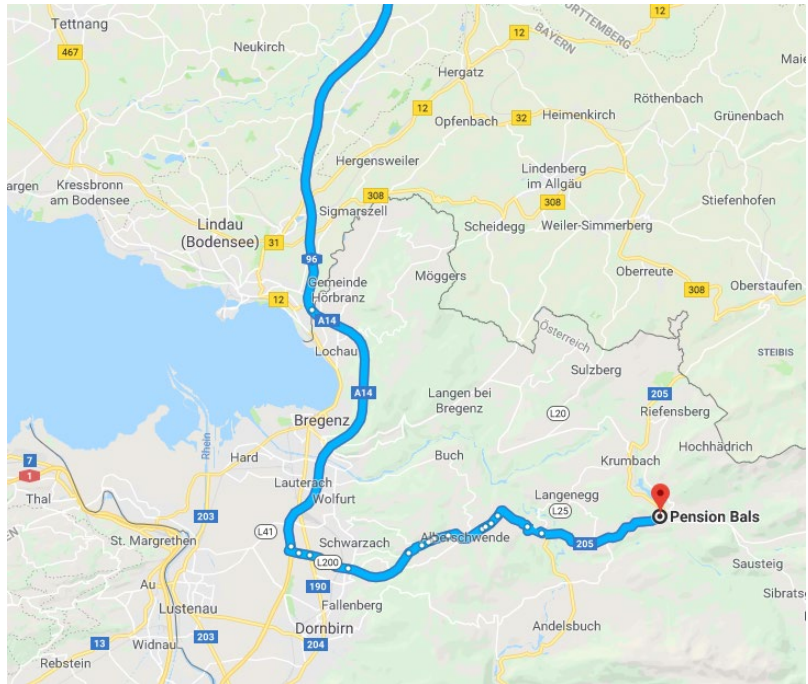 Tettnang
467
Neukirch
12
WÜRTTEMBERG
BAYERN
12
Maie
Hergatz
12
Opfenbach
32
Heimenkirch
Röthenbach
Grünenbach
Hergensweiler
argen
Kressbronn
am Bodensee
308
Lindenberg
im Allgäu
Lindau
(Bodensee)
Sigmarszell
308
Stiefenhofen
31
Scheidegg
Weiler-Simmerberg
96
Gemeinde
Hörbranz
Möggers
Oberreute
12
308
Oberstaufen
A14
Lochau
Österreich
STEIBIS
Sulzberg
A14
Langen bei
Bregenz
205
L20
Riefensberg
Bregenz
Rhein
Hochhädrich
Hard
Buch
Krumbach
7
1
Lauterach
Wolfurt
Langenegg
Thal
203
L25
Pension Bals
L41
Schwarzach
Alberschwende
St. Margrethen
205
L200
Sausteig
Au
190
Fallenberg
Sibrats
Lustenau
Andelsbuch
Dornbirn
13
Widnau
203
204
Rebstein